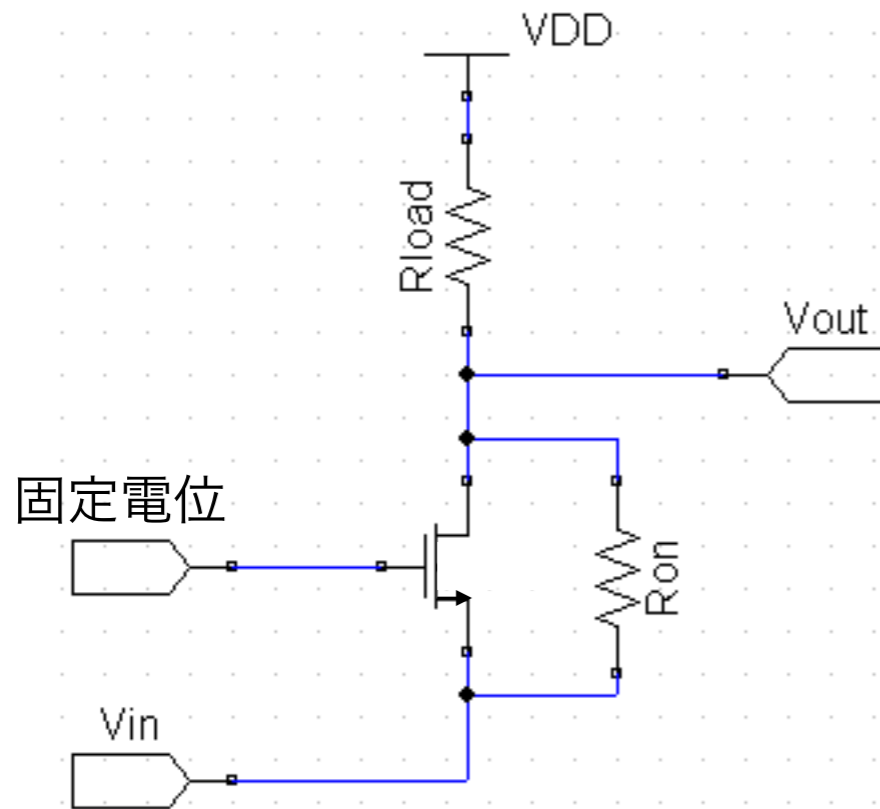 VDD
Rload
Vout
固定電位
Ron
Vin